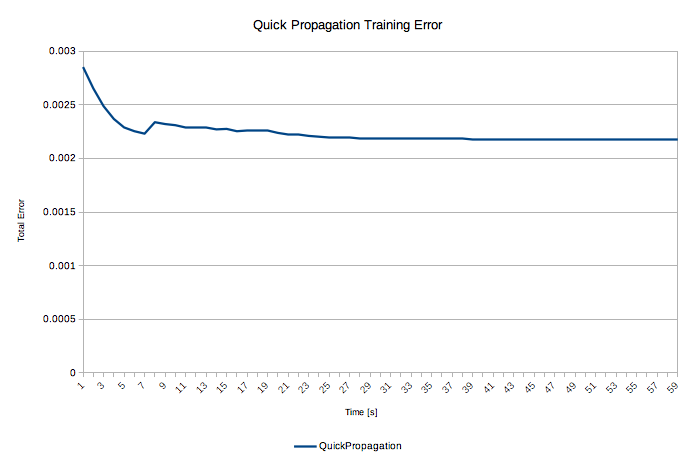 Quick Propagation Training Error
0.003
0.0025
0.002
0.0015
0.001
0.0005
0
Total Error
1 3 5 7 9 11 13 15 17 19 21 23 25 27 29 31 33 35 37 39 41 43 45 47 49 51 53 55 57 59
Time [s]
QuickPropagation